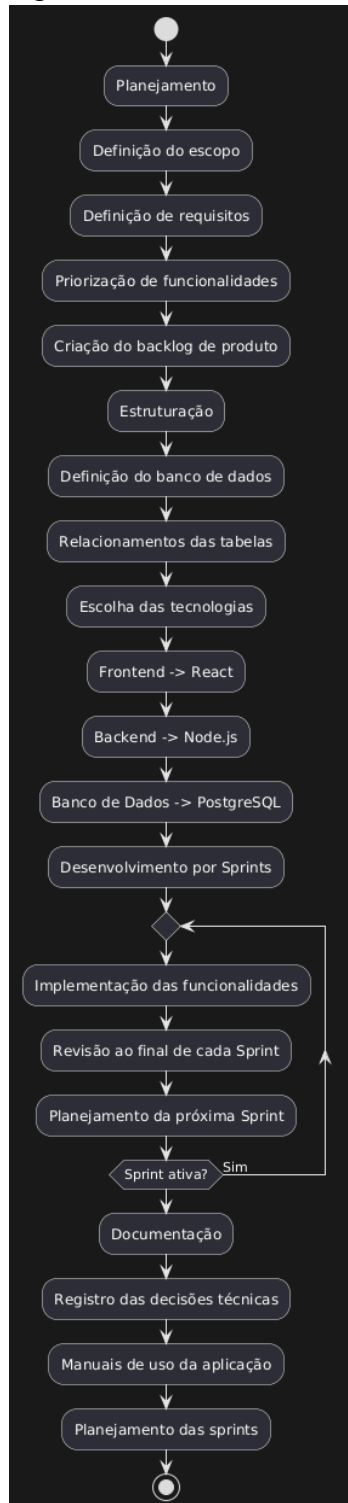 Planejamento
Definição do escopo
Definição de requisitos
Priorização de funcionalidades
Criação do backlog de produto
Estruturação
Definição do banco de dados
Relacionamentos das tabelas
Escolha das tecnologias
Frontend -> React
Backend -> Node.js
Banco de Dados -> PostgreSQL
Desenvolvimento por Sprints
Implementação das funcionalidades
Revisão ao final de cada Sprint
Planejamento da próxima Sprint
Sprint ativa? Sim
Documentação
Registro das decisões técnicas
Manuais de uso da aplicação
Planejamento das sprints